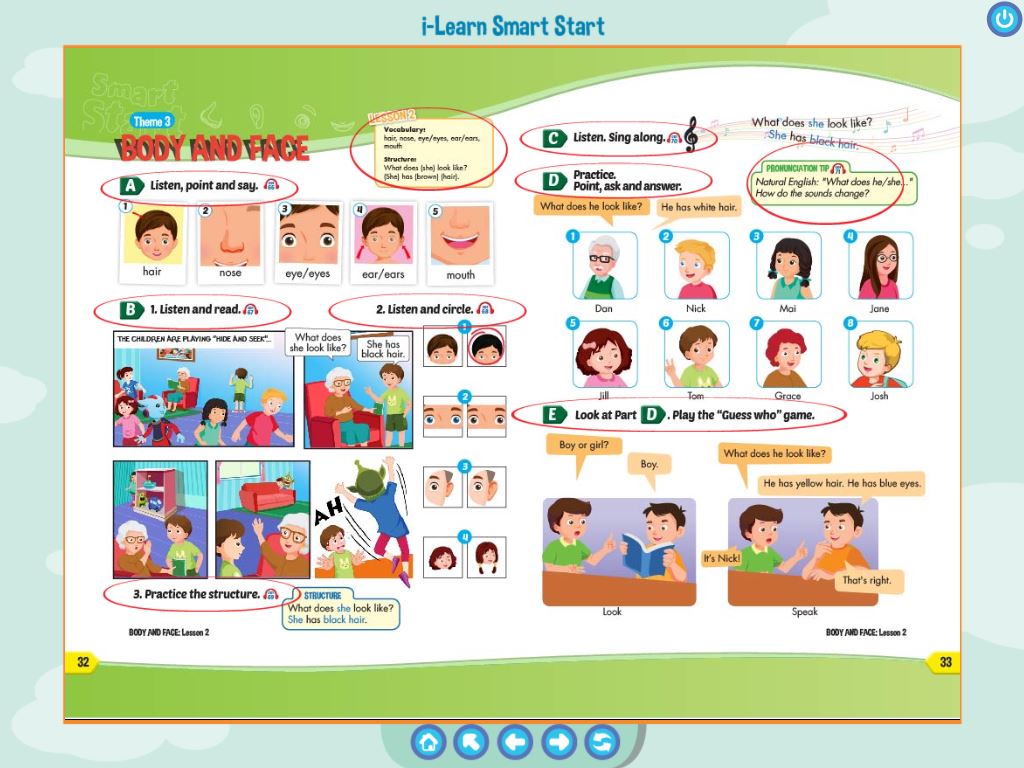 i-Learn Smart Start
Smart
Start
Theme 3
BODY AND FACE
LESSON 2
Vocabulary:
hair, nose, eye/eyes, ear/ears,
mouth
Structure:
What does (she) look like?
(She) has (brown) (hair).
A Listen, point and say.
1
2
3
4
5
hair
nose
eye/eyes
ear/ears
mouth
B 1. Listen and read.
2. Listen and circle.
THE CHILDREN ARE PLAYING "HIDE AND SEEK"...
What does
she look like?
She has
black hair.
AH
1
2
3
4
3. Practice the structure.
STRUCTURE
What does she look like?
She has black hair.
BODY AND FACE: Lesson 2
32
C Listen. Sing along.
What does she look like?
She has black hair.
D Practice.
Point, ask and answer.
PRONUNCIATION TIP
Natural English: "What does he/she..."
How do the sounds change?
What does he look like?
He has white hair.
1
2
3
4
Dan
Nick
Mai
Jane
5
6
7
8
Jill
Tom
Grace
Josh
E Look at Part D. Play the "Guess who" game.
Boy or girl?
Boy.
What does he look like?
He has yellow hair. He has blue eyes.
It's Nick!
That's right.
Look
Speak
BODY AND FACE: Lesson 2
33